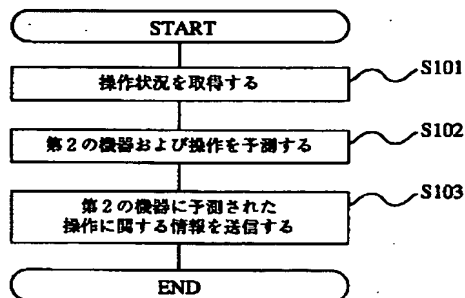 START
操作状況を取得する
S101
第2の機器および操作を予測する
S102
第2の機器に予測された
操作に関する情報を送信する
S103
END